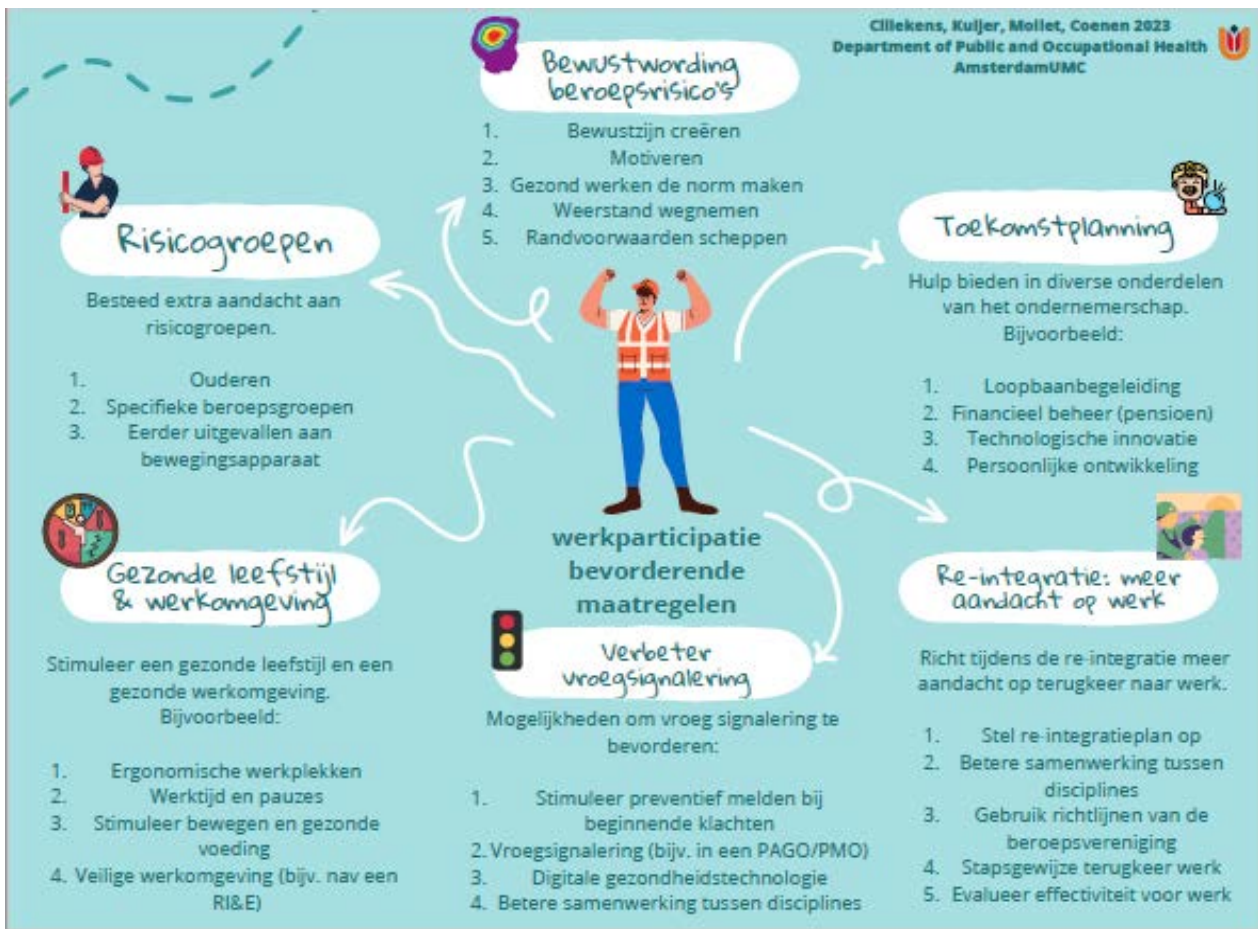 Cillekens, Kuijer, Mollet, Coenen 2023
Department of Public and Occupational Health
AmsterdamUMC
Bewustwording
beroepsrisico's
1. Bewustzijn creëren
2. Motiveren
3. Gezond werken de norm maken
4. Weerstand wegnemen
5. Randvoorwaarden scheppen
Risicogroepen
Besteed extra aandacht aan
risicogroepen.
1. Ouderen
2. Specifieke beroepsgroepen
3. Eerder uitgevallen aan
bewegingsapparaat
Toekomstplanning
Hulp bieden in diverse onderdelen
van het ondernemerschap.
Bijvoorbeeld:
1. Loopbaanbegeleiding
2. Financieel beheer (pensioen)
3. Technologische innovatie
4. Persoonlijke ontwikkeling
werkparticipatie
bevorderende
maatregelen
Gezonde leefstijl
& werkomgeving
Stimuleer een gezonde leefstijl en een
gezonde werkomgeving.
Bijvoorbeeld:
1. Ergonomische werkplekken
2. Werktijd en pauzes
3. Stimuleer bewegen en gezonde
voeding
4. Veilige werkomgeving (bijv. nav een
RI&E)
Verbeter
vroegsignalering
Mogelijkheden om vroeg signalering te
bevorderen:
1. Stimuleer preventief melden bij
beginnende klachten
2. Vroegsignalering (bijv. in een PAGO/PMO)
3. Digitale gezondheidstechnologie
4. Betere samenwerking tussen disciplines
Re-integratie: meer
aandacht op werk
Richt tijdens de re-integratie meer
aandacht op terugkeer naar werk.
1. Stel re-integratieplan op
2. Betere samenwerking tussen
disciplines
3. Gebruik richtlijnen van de
beroepsvereniging
4. Stapsgewijze terugkeer werk
5. Evalueer effectiviteit voor werk